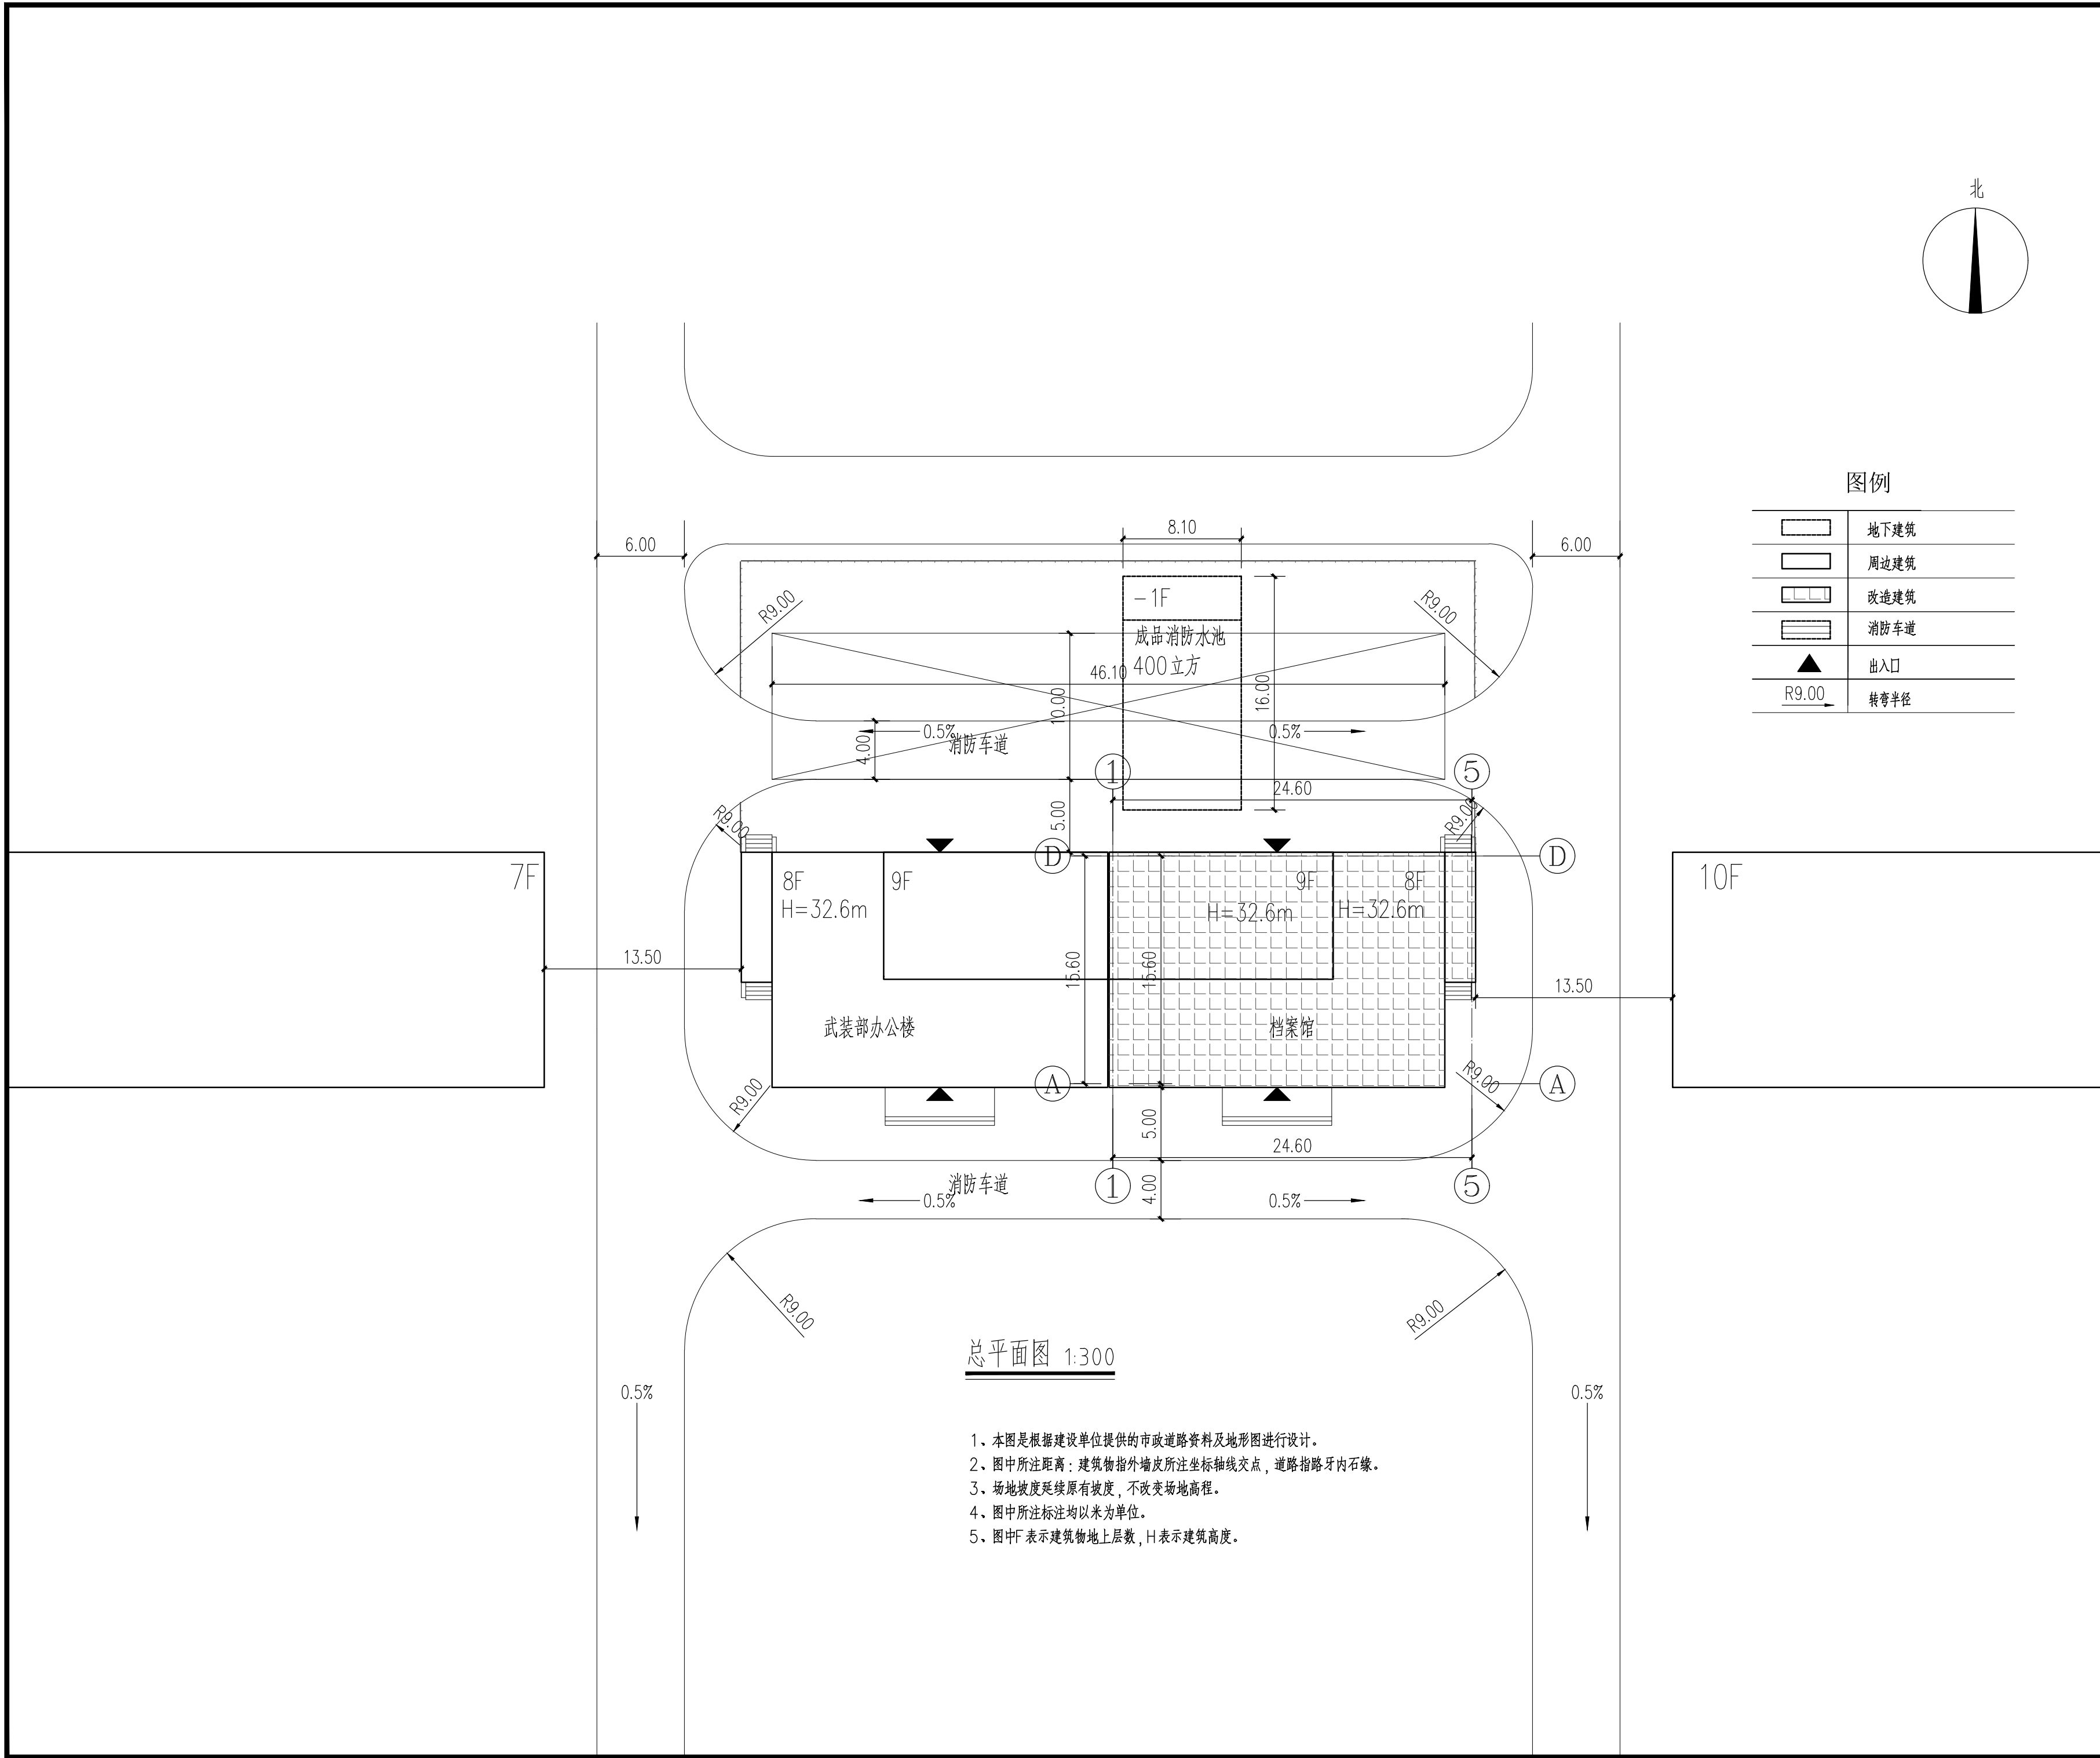 北
图例
地下建筑
周边建筑
改造建筑
消防车道
出入口
R9.00 转弯半径
8.10
6.00
6.00
-1F
R9.00
R9.00
成品消防水池
400立方
46.10
16.00
10.00
0.5%
0.5%
消防车道
4.00
1
5
24.60
5.00
R9.00
R9.00
D
D
7F
8F
9F
9F
8F
10F
H=32.6m
H=32.6m
H=32.6m
13.50
15.60
15.60
13.50
武装部办公楼
档案馆
R9.00
R9.00
A
A
5.00
24.60
消防车道
4.00
1
5
0.5%
0.5%
R9.00
R9.00
总平面图 1:300
0.5%
0.5%
1、本图是根据建设单位提供的市政道路资料及地形图进行设计。
2、图中所注距离：建筑物指外墙皮所注坐标轴线交点，道路指路牙内石缘。
3、场地坡度延续原有坡度，不改变场地高程。
4、图中所注标注均以米为单位。
5、图中F表示建筑物地上层数，H表示建筑高度。